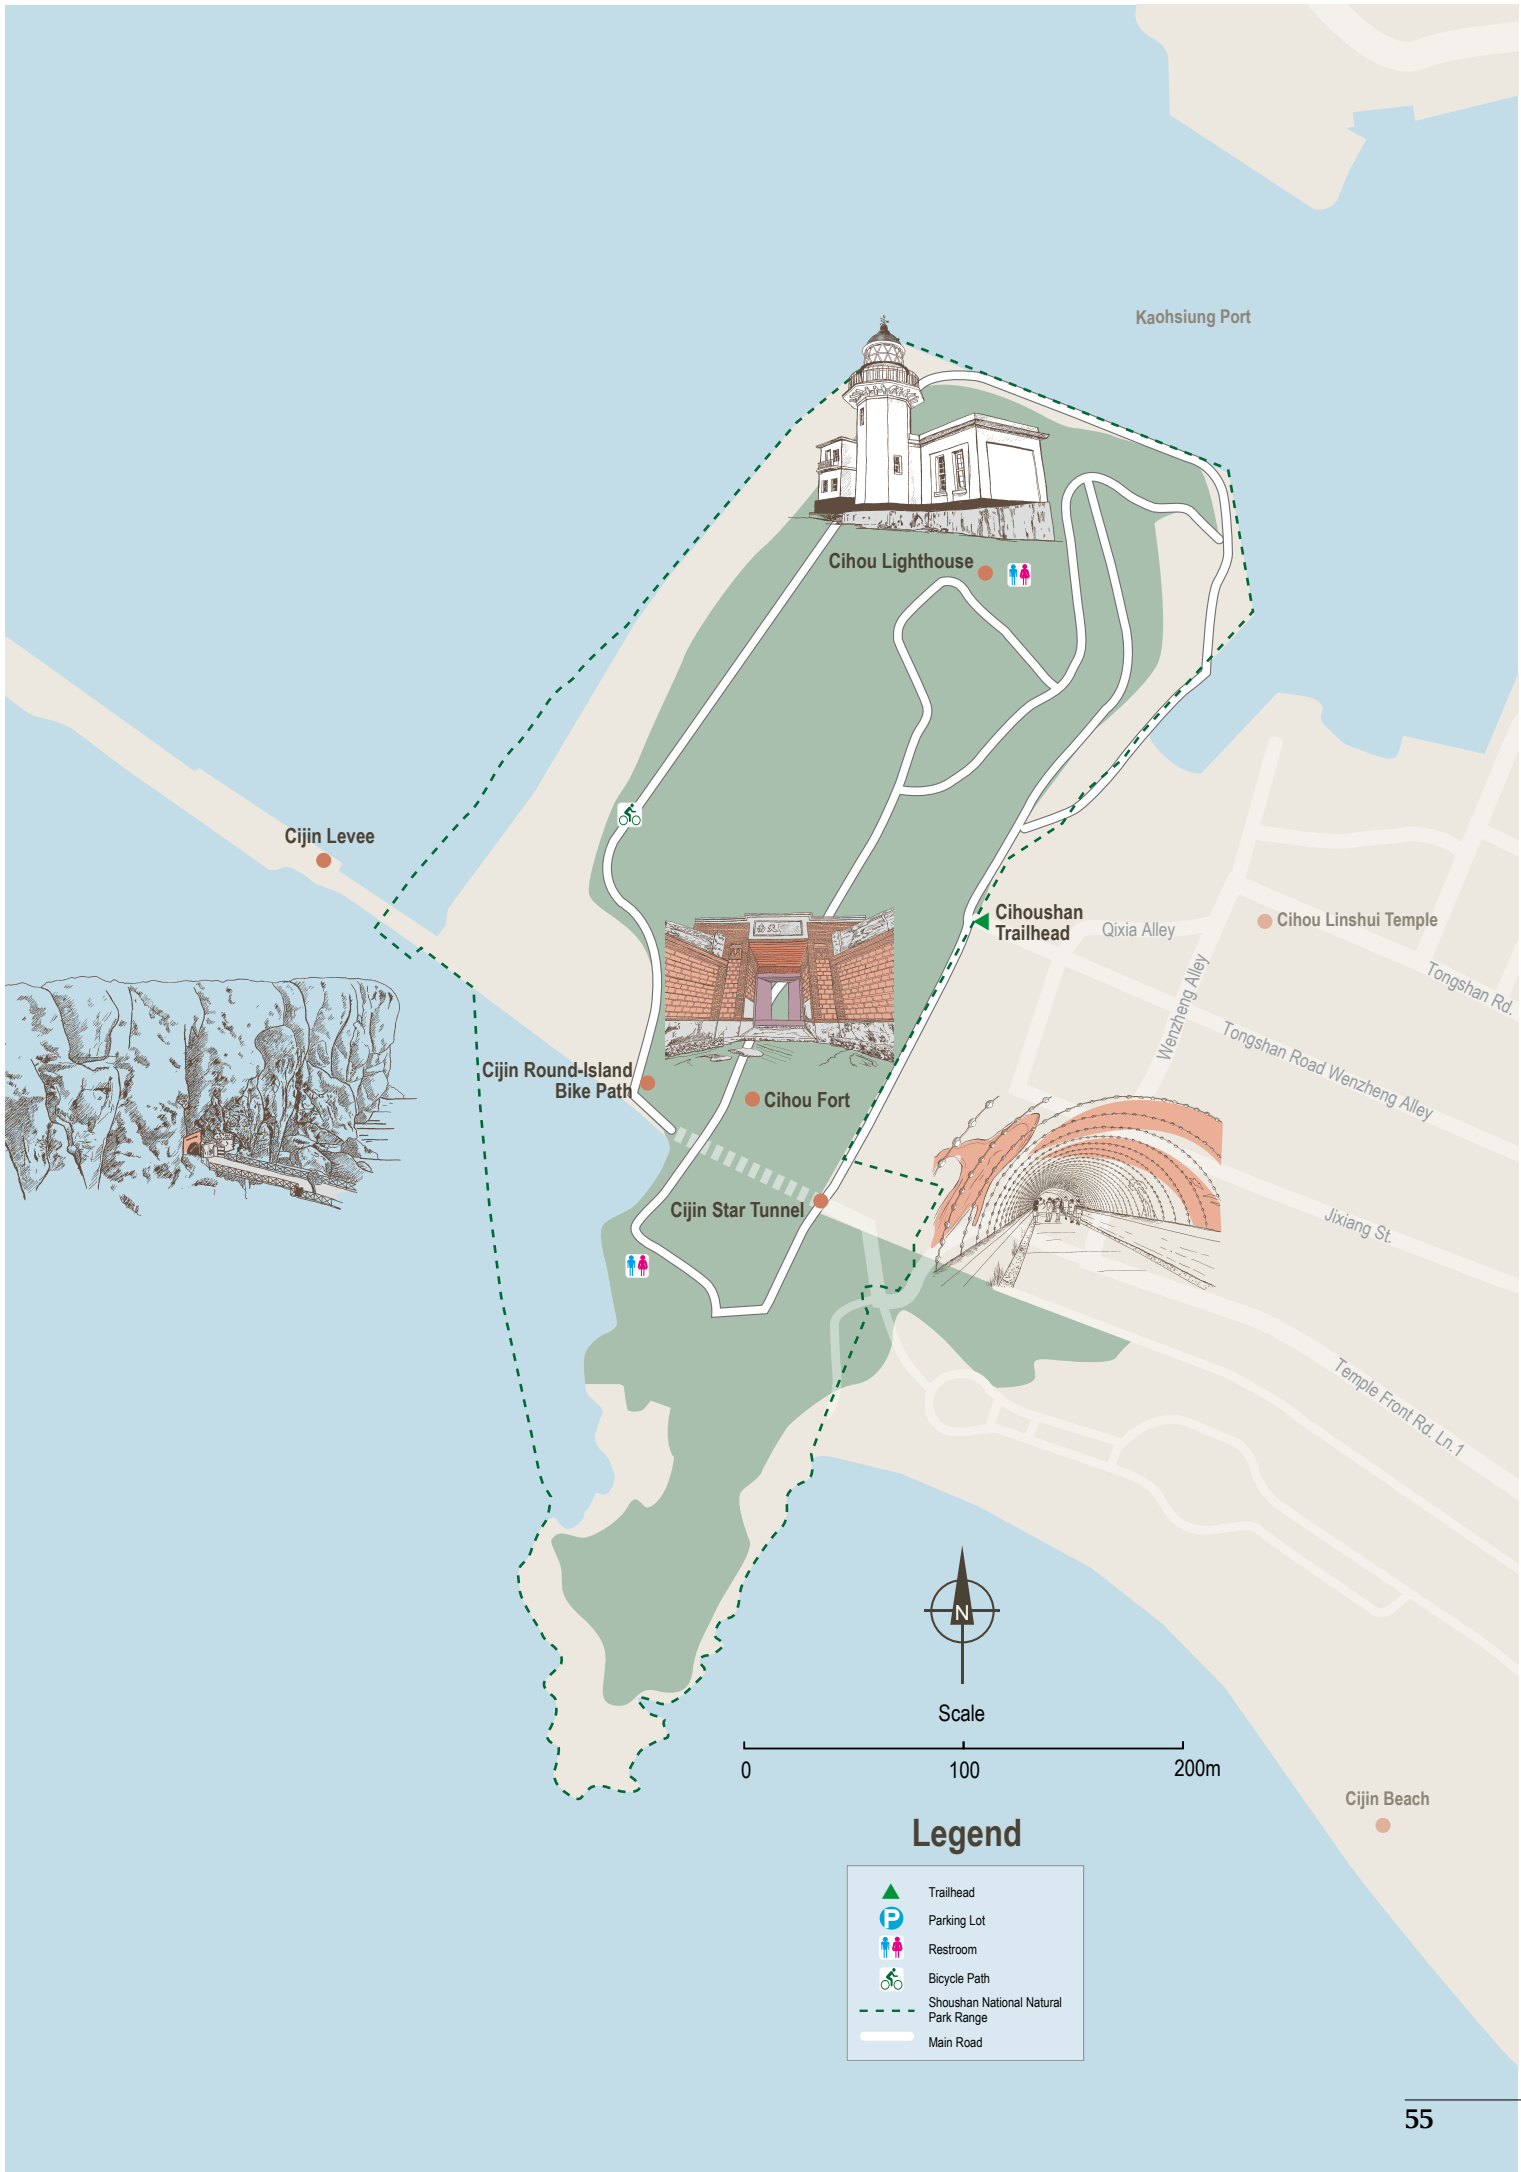 Kaohsiung Port
Cihou Lighthouse
Cijin Levee
Cihoushan
Trailhead
Qixia Alley
Cihou Linshui Temple
Wenzheng Alley
Tongshan Rd.
Tongshan Road Wenzheng Alley
Cijin Round-Island
Bike Path
Cihou Fort
Cijin Star Tunnel
Jixiang St.
Temple Front Rd. Ln.1
N
Scale
0 100 200m
Cijin Beach
Legend
Trailhead
P Parking Lot
Restroom
Bicycle Path
Shoushan National Natural
Park Range
Main Road
55